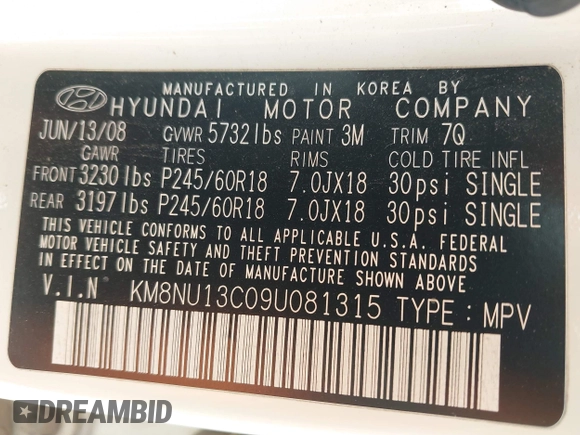 MANUFACTURED IN KOREA BY
HYUNDAI MOTOR COMPANY
JUN/13/08 GVWR 5732lbs PAINT 3M TRIM 7Q
GAWR TIRES RIMS COLD TIRE INFL
FRONT 3230lbs P245/60R18 7.0JX18 30psi SINGLE
REAR 3197lbs P245/60R18 7.0JX18 30psi SINGLE
THIS VEHICLE CONFORMS TO ALL APPLICABLE U.S.A. FEDERAL
MOTOR VEHICLE SAFETY AND THEFT PREVENTION STANDARDS
IN EFFECT ON THE DATE OF MANUFACTURE SHOWN ABOVE.
V.I.N KM8NU13C09U081315 TYPE : MPV
DREAMBID